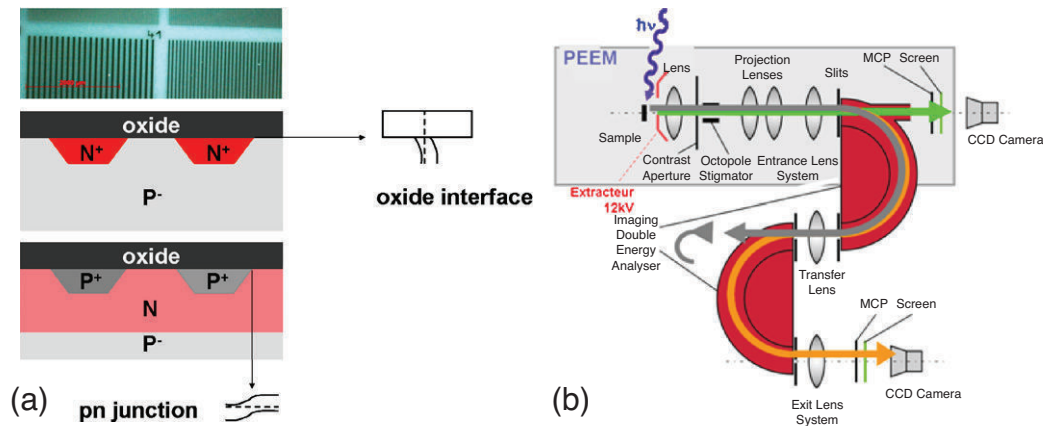 oxide
N+
N+
P-
oxide interface
oxide
P+
P+
N
P-
pn junction
(a)
hν
PEEM
Lens
Projection
Lenses
Slits
MCP
Screen
Sample
Contrast
Aperture
Octopole
Stigmator
Entrance Lens
System
CCD Camera
Extracteur
12kV
Imaging
Double
Energy
Analyser
Transfer
Lens
MCP
Screen
CCD Camera
Exit Lens
System
(b)